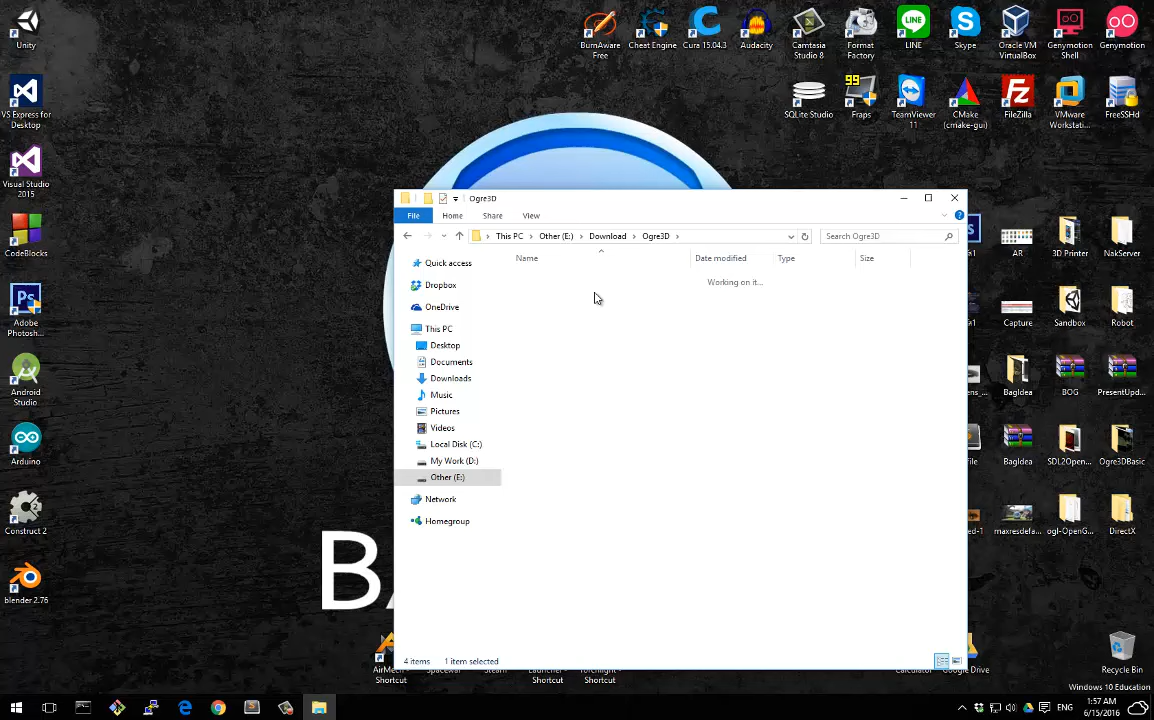 Unity
BurnAware
Free
Cheat Engine
Cura 15.04.3
Audacity
Camtasia
Studio 8
Format
Factory
LINE
Skype
Oracle VM
VirtualBox
Genymotion
Shell
Genymotion
VS Express for
Desktop
SQLite Studio
99
Fraps
TeamViewer
11
CMake
(cmake-gui)
FileZilla
VMware
Workstati...
FreeSSHd
Visual Studio
2015
CodeBlocks
Ps
Adobe
Photosh...
Android
Studio
Arduino
Construct 2
blender 2.76
Ogre3D
File
Home
Share
View
This PC
Other (E:)
Download
Ogre3D
Search Ogre3D
Name
Date modified
Type
Size
Working on it...
Quick access
Dropbox
OneDrive
This PC
Desktop
Documents
Downloads
Music
Pictures
Videos
Local Disk (C:)
My Work (D:)
Other (E:)
Network
Homegroup
4 items
1 item selected
AR
3D Printer
NakServer
Capture
Sandbox
Robot
BagIdea
BOG
PresentUpd...
BagIdea
SDL2Open...
Ogre3DBasic
maxresdefa...
ogl-OpenG...
DirectX
Shortcut
Shortcut
Shortcut
Recycle Bin
Windows 10 Education
ENG
1:57 AM
6/15/2016